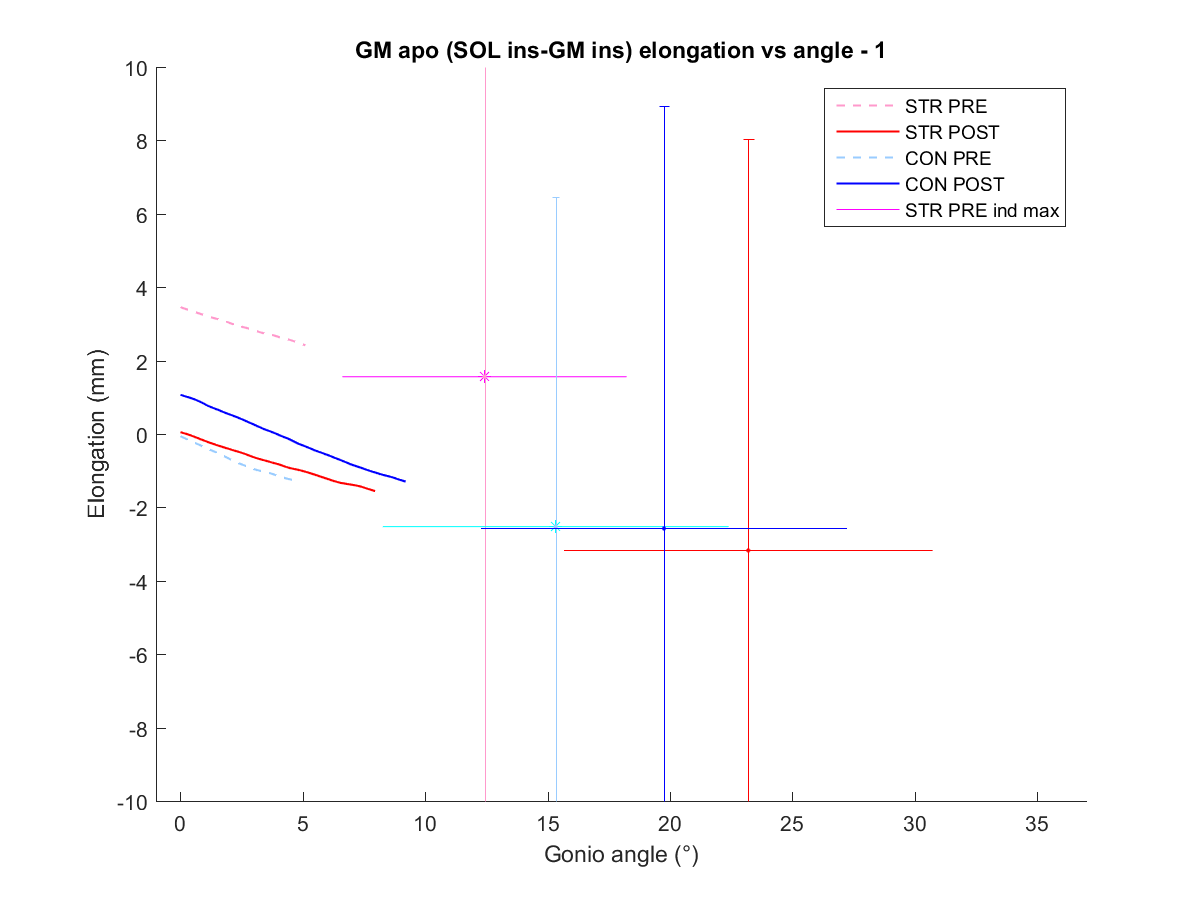 GM apo (SOL ins-GM ins) elongation vs angle - 1
10
8
6
4
2
0
-2
-4
-6
-8
-10
Elongation (mm)
0 5 10 15 20 25 30 35
Gonio angle (°)
STR PRE
STR POST
CON PRE
CON POST
STR PRE ind max